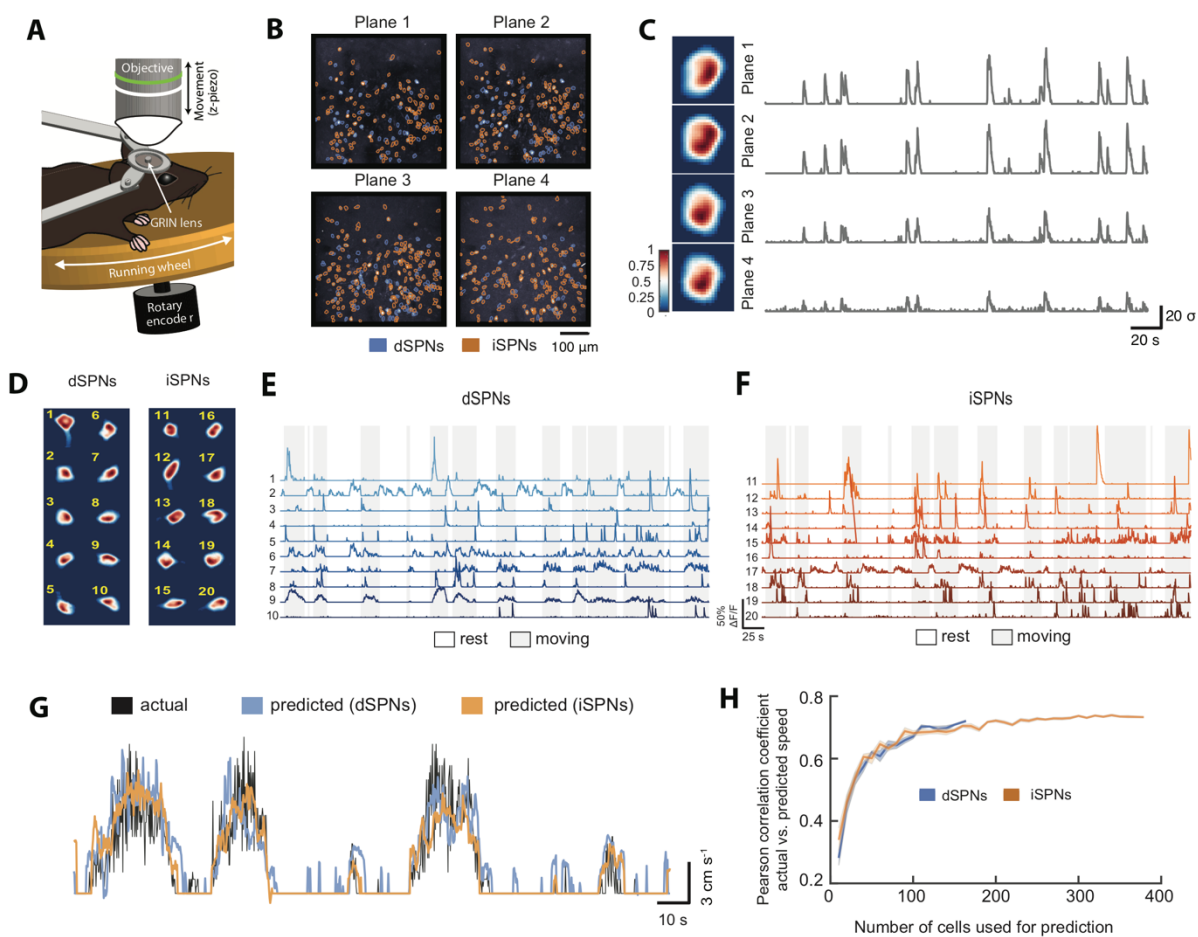 A
Objective
Movement
(z-piezo)
GRIN lens
Running wheel
Rotary
encode r
B
Plane 1
Plane 2
Plane 3
Plane 4
dSPNs
iSPNs
100 µm
C
Plane 1
Plane 2
Plane 3
Plane 4
1
0.75
0.5
0.25
0
20 σ
20 s
D
dSPNs
iSPNs
1
6
11
16
2
7
12
17
3
8
13
18
4
9
14
19
5
10
15
20
E
dSPNs
1
2
3
4
5
6
7
8
9
10
rest
moving
F
iSPNs
11
12
13
14
15
16
17
18
19
20
50%
ΔF/F
25 s
rest
moving
G
actual
predicted (dSPNs)
predicted (iSPNs)
3 cm s⁻¹
10 s
H
Pearson correlation coefficient
actual vs. predicted speed
0.8
0.6
0.4
0.2
dSPNs
iSPNs
0
100
200
300
400
Number of cells used for prediction